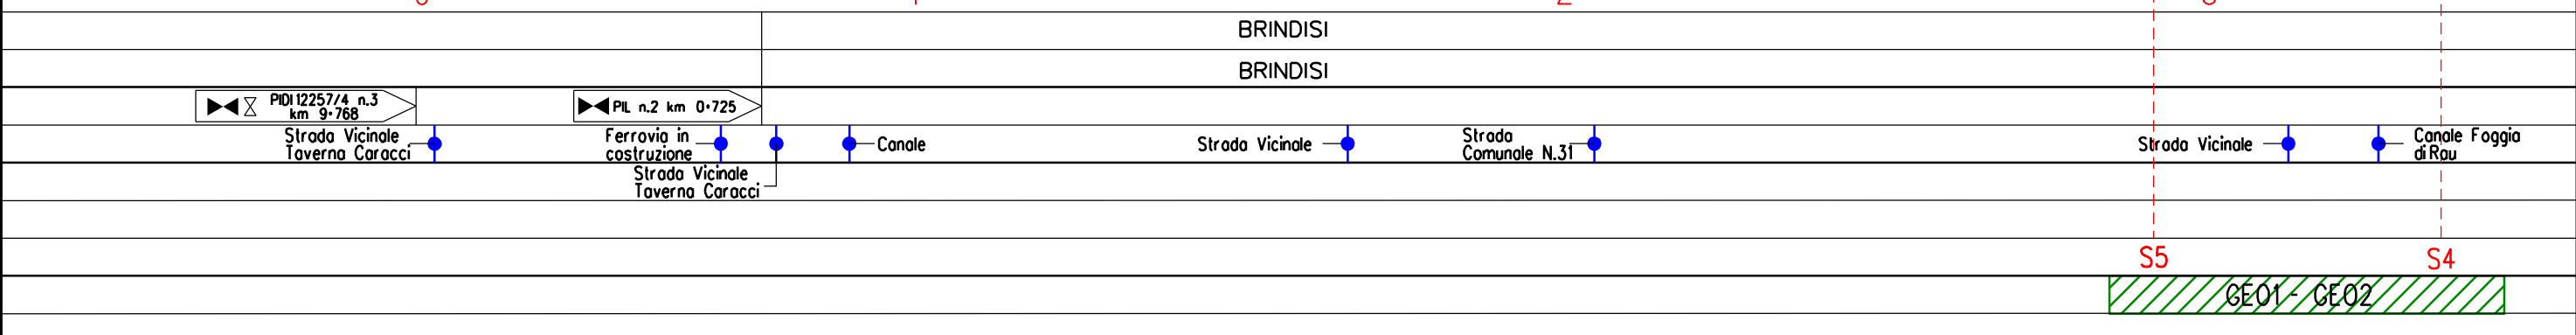 BRINDISI
BRINDISI
PIDI 12257/4 n.3
km 9+768
PIL n.2 km 0+725
Strada Vicinale
Taverna Caracci
Ferrovia in
costruzione
Strada Vicinale
Taverna Caracci
Canale
Strada Vicinale
Strada
Comunale N.31
Strada Vicinale
Canale Foggia
di Rau
S5
S4
GE01 - GE02